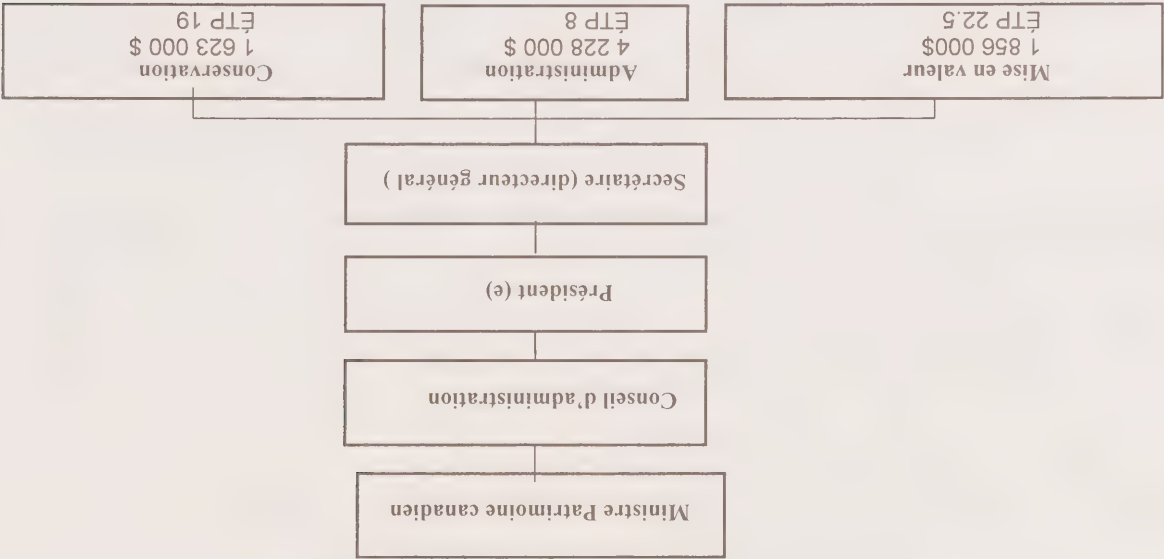 Ministre Patrimoine canadien
Conseil d'administration
Président (e)
Secrétaire (directeur général )
Mise en valeur
1 856 000$
ÉTP 22.5
Administration
4 228 000 $
ÉTP 8
Conservation
1 623 000 $
ÉTP 19